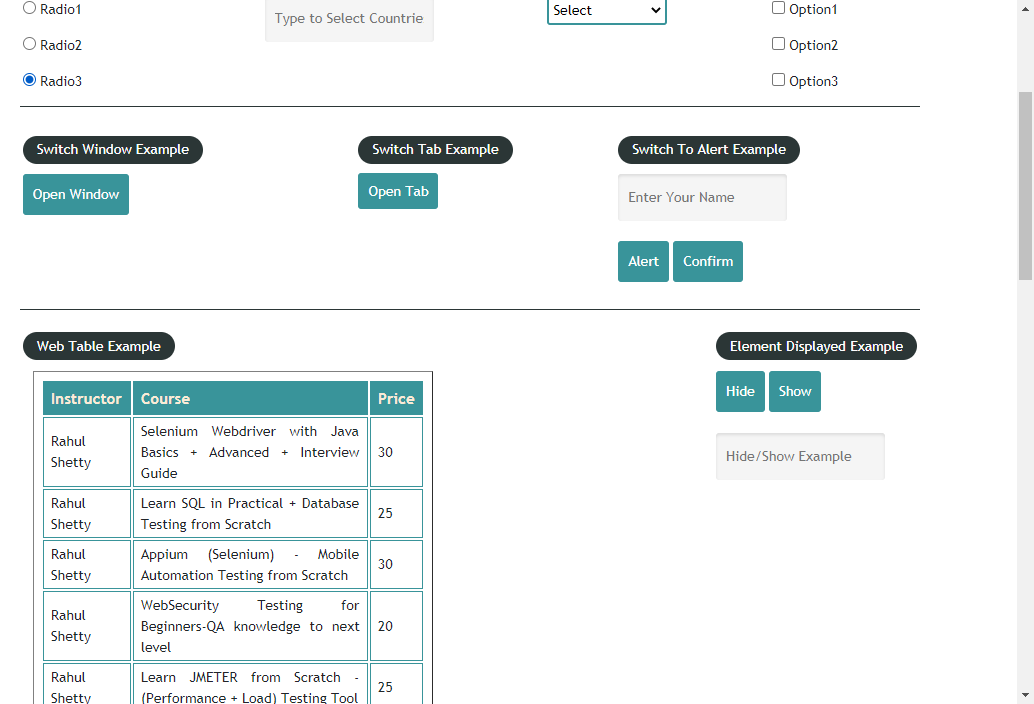 Radio1
Type to Select Countrie
Select
Option1
Radio2
Option2
Radio3
Option3
Switch Window Example
Switch Tab Example
Switch To Alert Example
Open Window
Open Tab
Enter Your Name
Alert
Confirm
Web Table Example
Element Displayed Example
Hide
Show
Hide/Show Example
Instructor Course Price
Rahul
Shetty
Selenium Webdriver with Java
Basics + Advanced + Interview
Guide
30
Rahul
Shetty
Learn SQL in Practical + Database
Testing from Scratch
25
Rahul
Shetty
Appium (Selenium) - Mobile
Automation Testing from Scratch
30
Rahul
Shetty
WebSecurity Testing for
Beginners-QA knowledge to next
level
20
Rahul
Shetty
Learn JMETER from Scratch -
(Performance + Load) Testing Tool
25